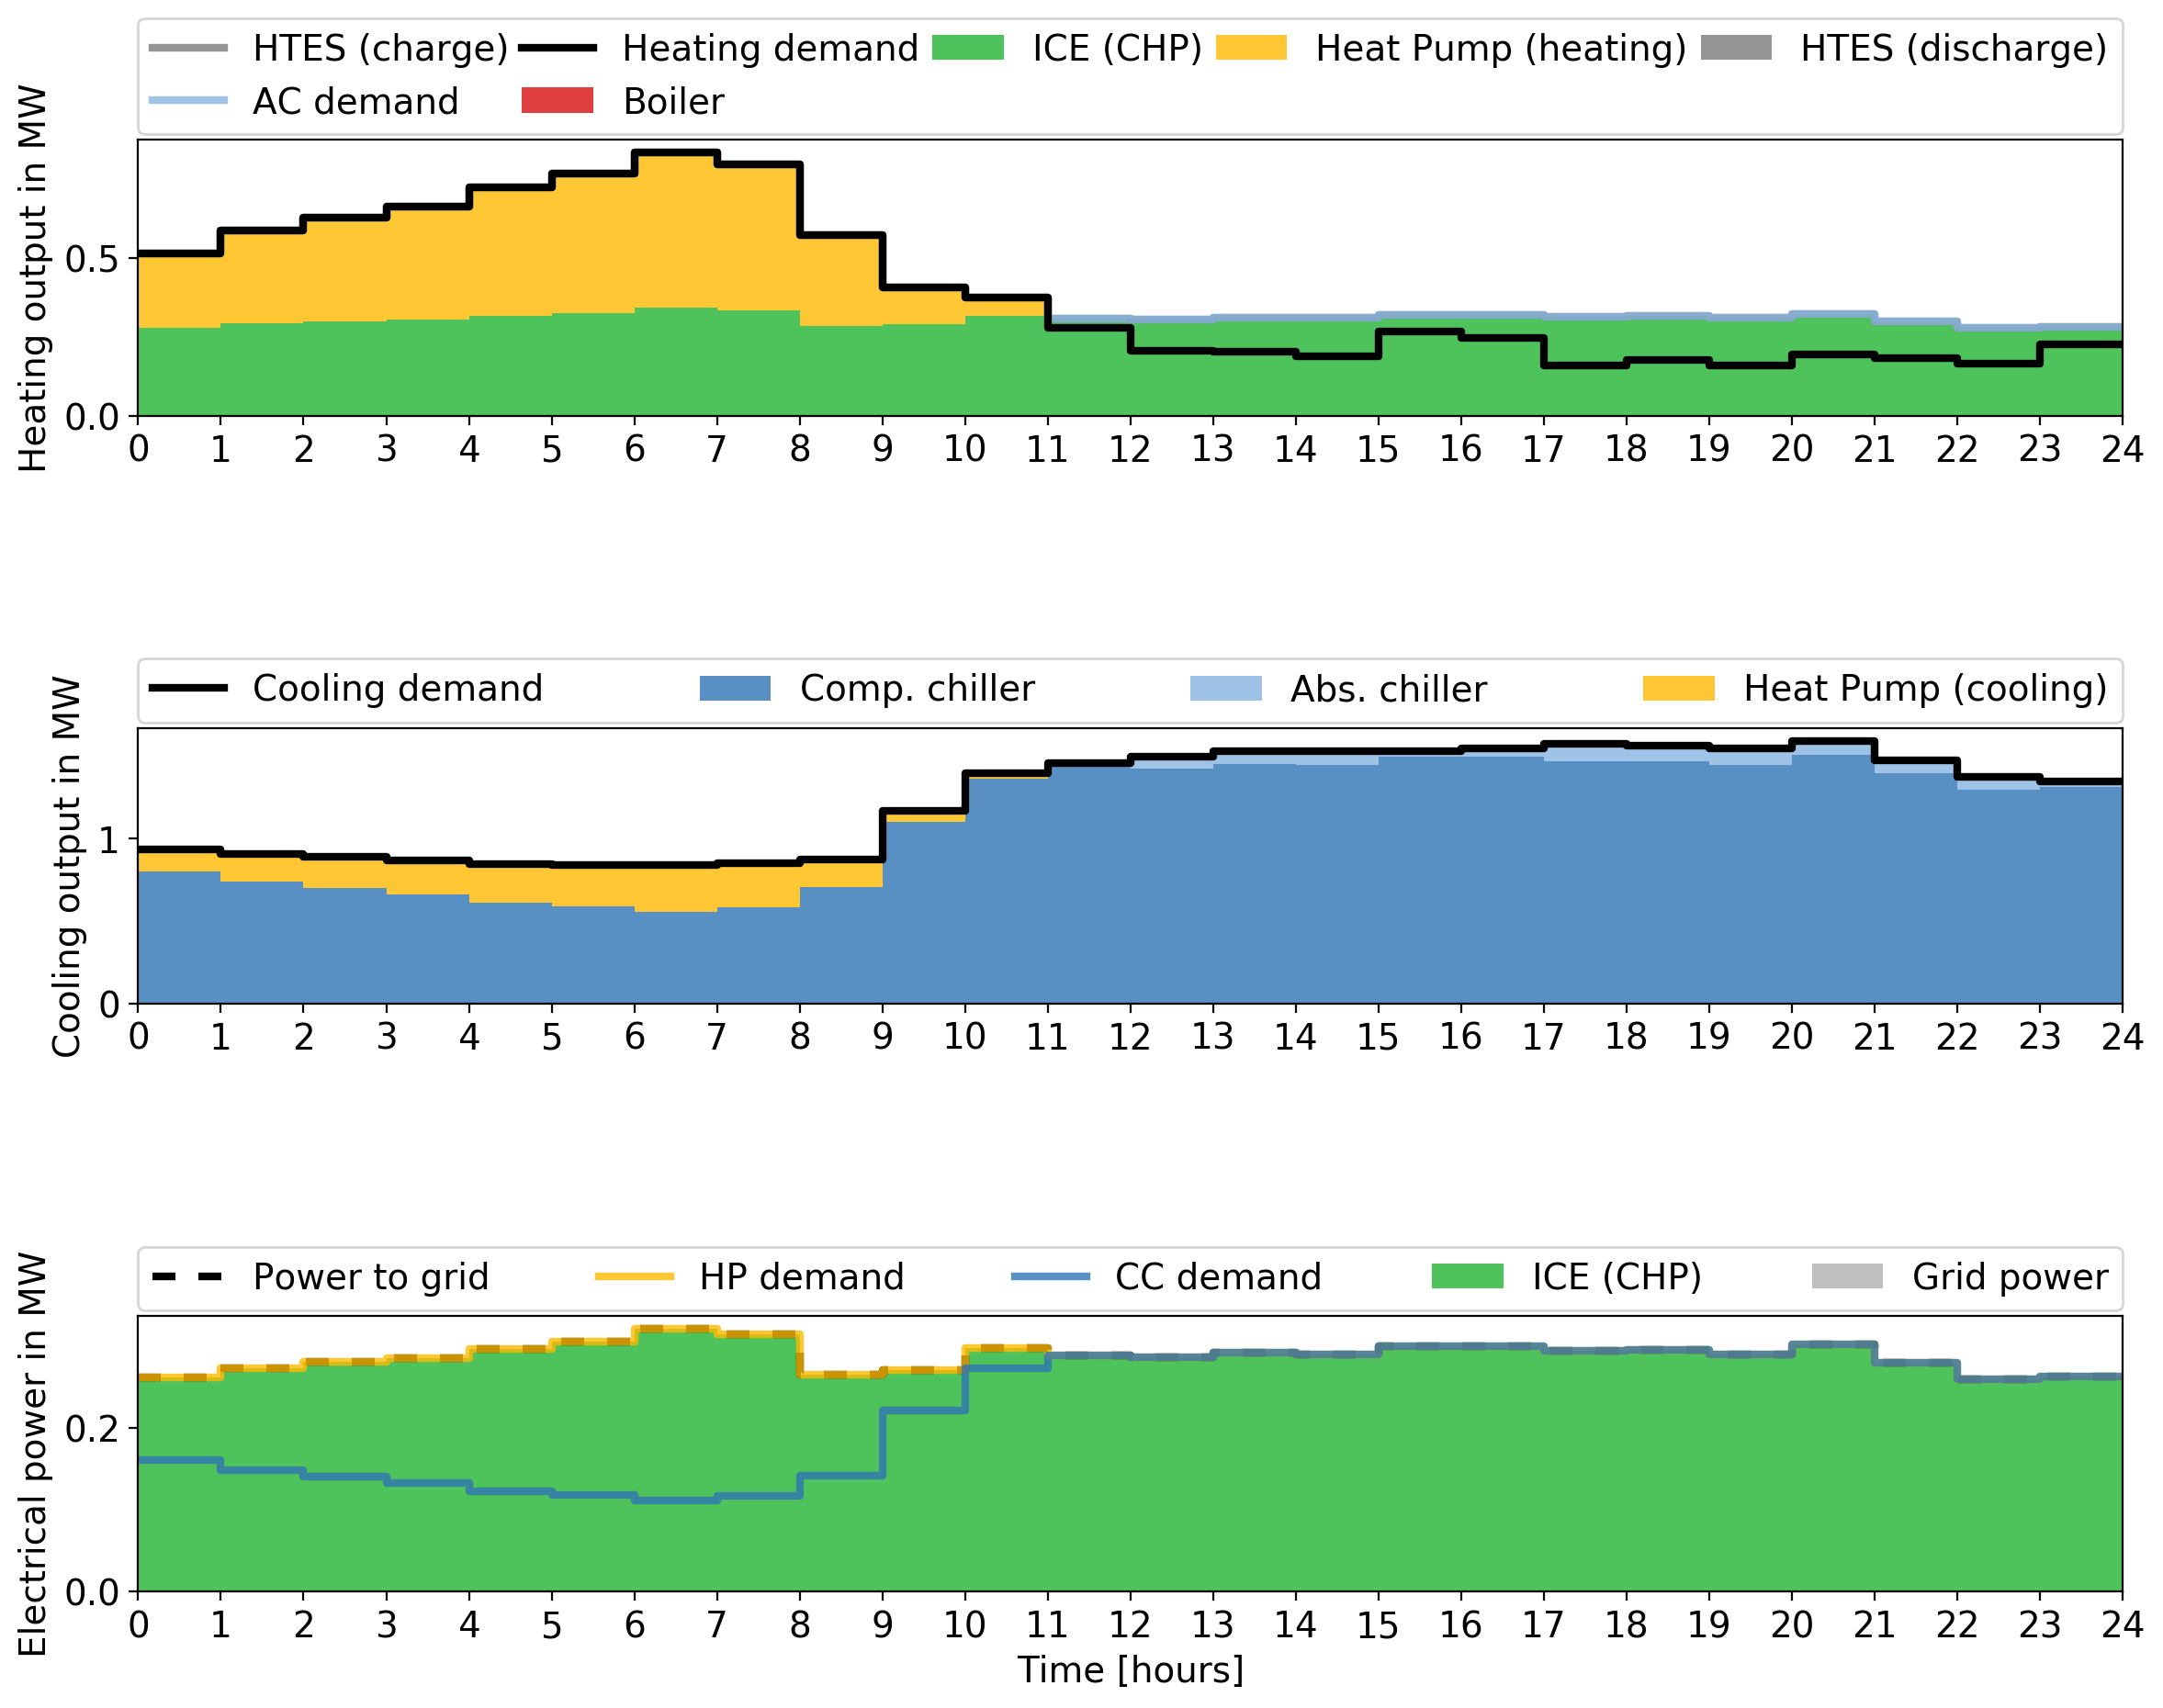 HTES (charge) Heating demand ICE (CHP) Heat Pump (heating) HTES (discharge)
AC demand Boiler
Heating output in MW
0.5
0.0
0 1 2 3 4 5 6 7 8 9 10 11 12 13 14 15 16 17 18 19 20 21 22 23 24
Cooling demand Comp. chiller Abs. chiller Heat Pump (cooling)
Cooling output in MW
1
0
0 1 2 3 4 5 6 7 8 9 10 11 12 13 14 15 16 17 18 19 20 21 22 23 24
Power to grid HP demand CC demand ICE (CHP) Grid power
Electrical power in MW
0.2
0.0
0 1 2 3 4 5 6 7 8 9 10 11 12 13 14 15 16 17 18 19 20 21 22 23 24
Time [hours]